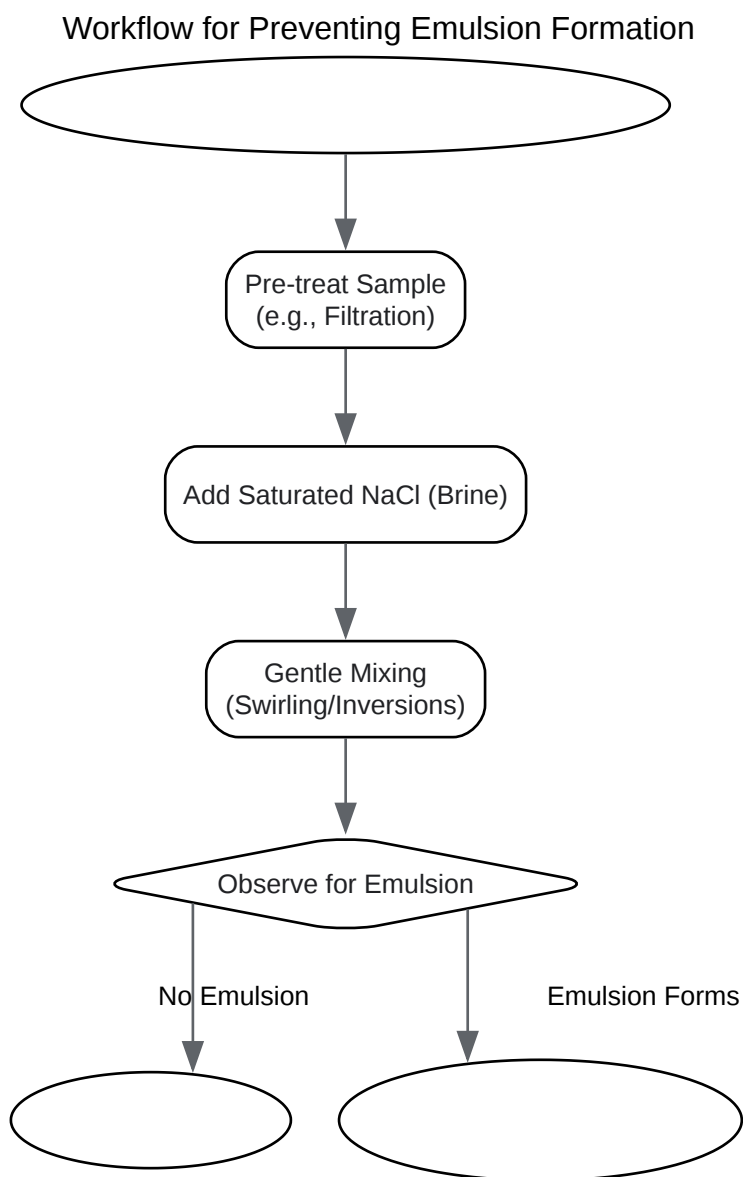 Workflow for Preventing Emulsion Formation
Pre-treat Sample
(e.g., Filtration)
Add Saturated NaCl (Brine)
Gentle Mixing
(Swirling/Inversions)
Observe for Emulsion
No Emulsion
Emulsion Forms